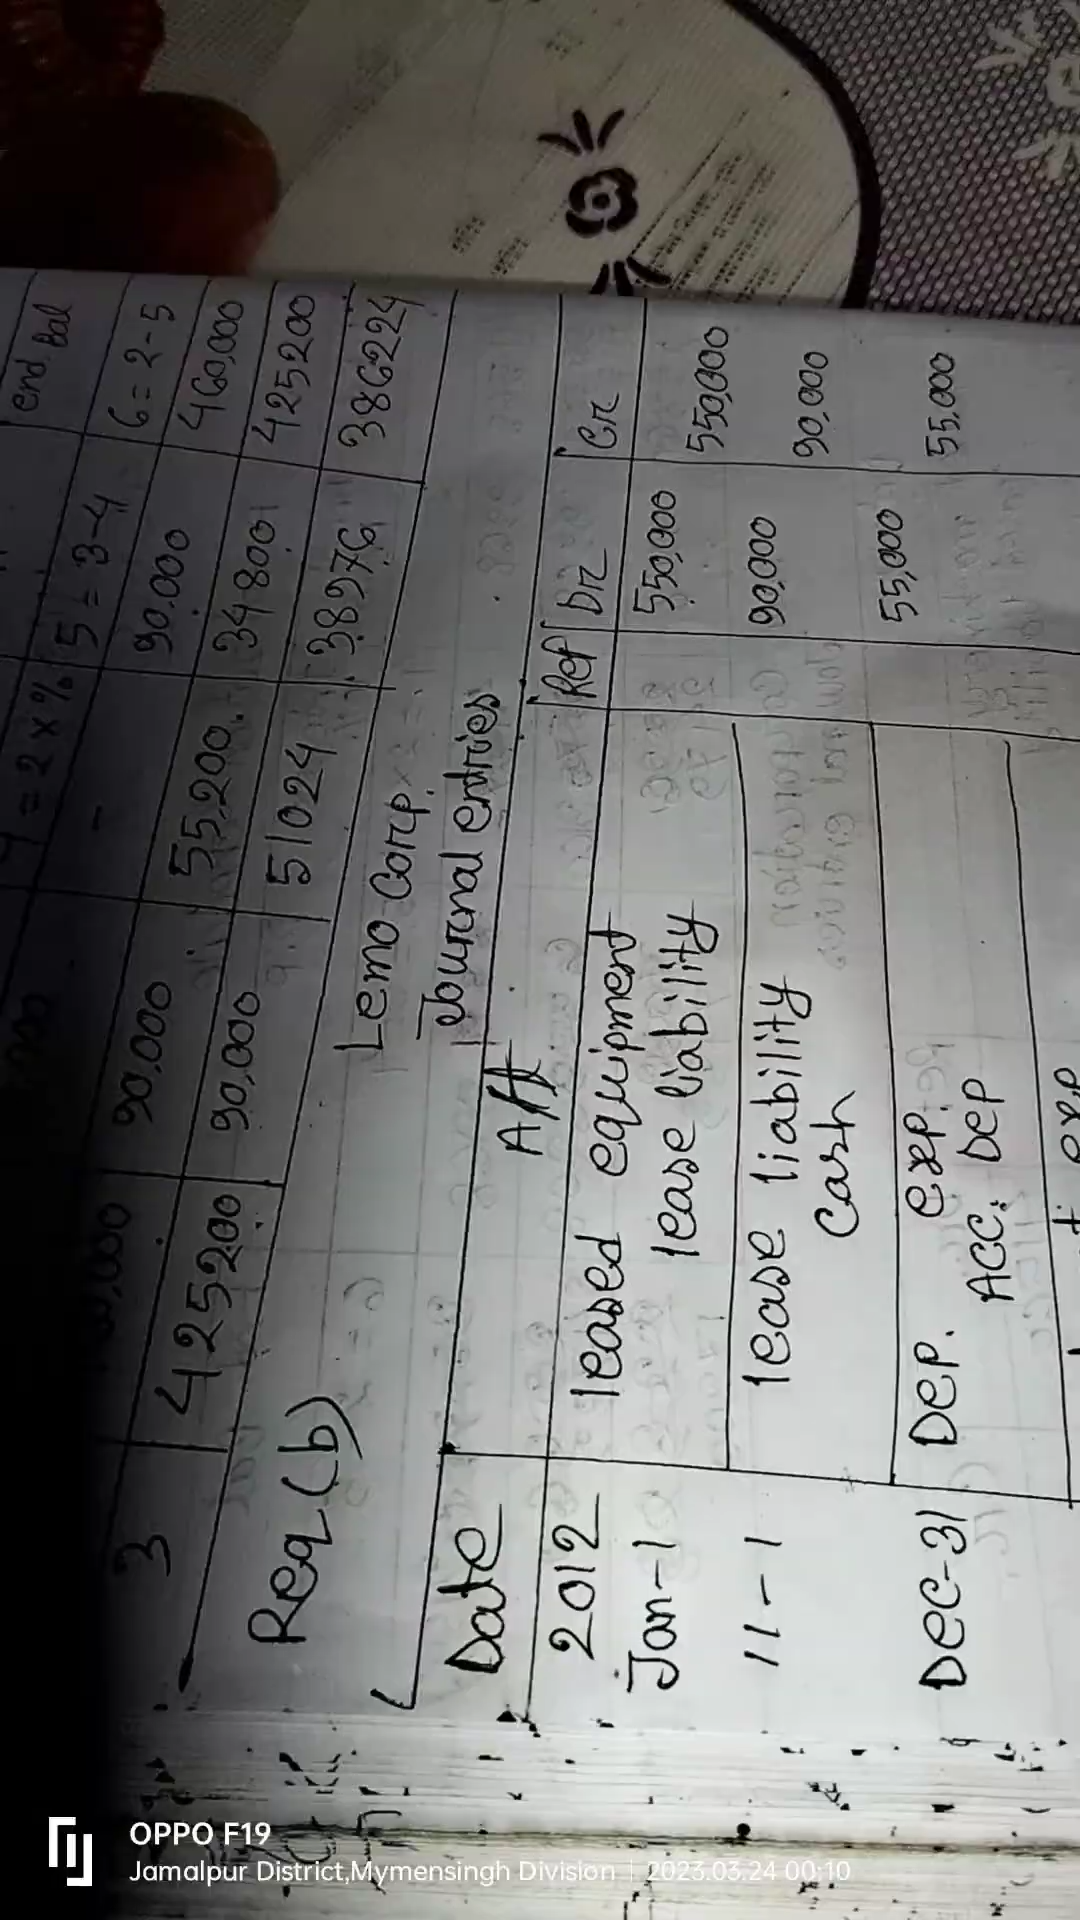 end. Bal
4 = 2 x % 5 = 3-4 6 = 2-5
- 90,000 460,000
90,000 55,200 34800 425200
3 425200 90,000 51024 38976 386224
Req (b)
Lemo Corp.
Journal entries
Date A/t Ref Dr Cr
2012 leased equipment 550,000
Jan-1 lease liability 550,000
11-1 lease liability 90,000
Cash 90,000
Dec-31 Dep. exp. 55,000
Acc: Dep 55,000
exp
OPPO F19
Jamalpur District,Mymensingh Division | 2023.03.24 00:10